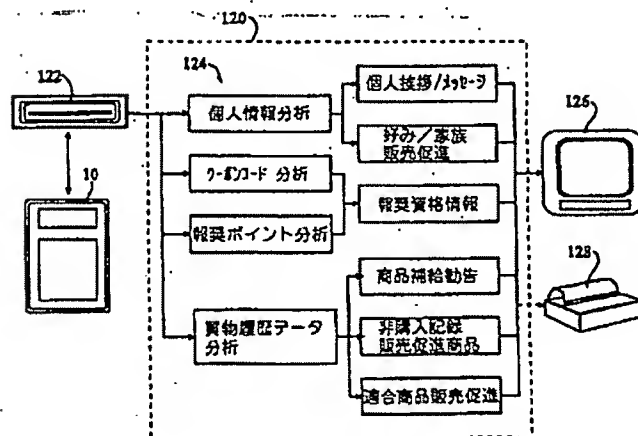 120
122
124
個人情報分析
個人挨拶/メッセージ
好み/家族
販売促進
126
10
クーポンコード 分析
報奨ポイント分析
報奨資格情報
128
買物履歴データ
分析
商品補給勧告
非購入記録
販売促進商品
適合商品販売促進